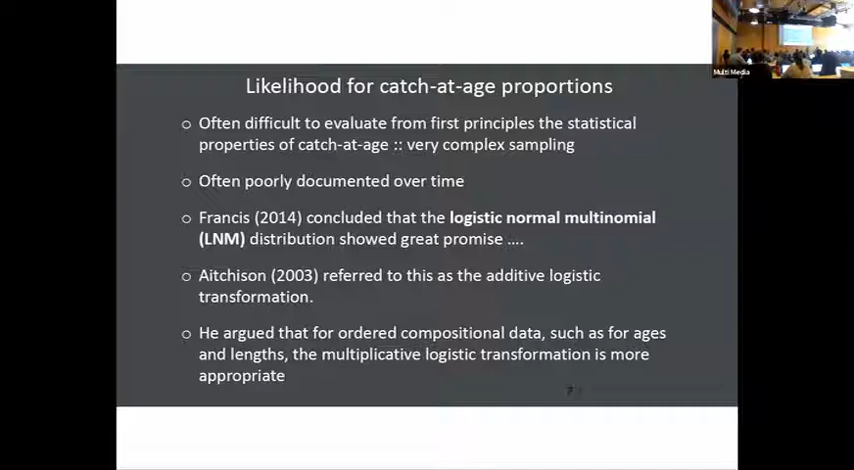 Likelihood for catch-at-age proportions
o Often difficult to evaluate from first principles the statistical
properties of catch-at-age :: very complex sampling
o Often poorly documented over time
o Francis (2014) concluded that the logistic normal multinomial
(LNM) distribution showed great promise ....
o Aitchison (2003) referred to this as the additive logistic
transformation.
o He argued that for ordered compositional data, such as for ages
and lengths, the multiplicative logistic transformation is more
appropriate
7
Multi Media